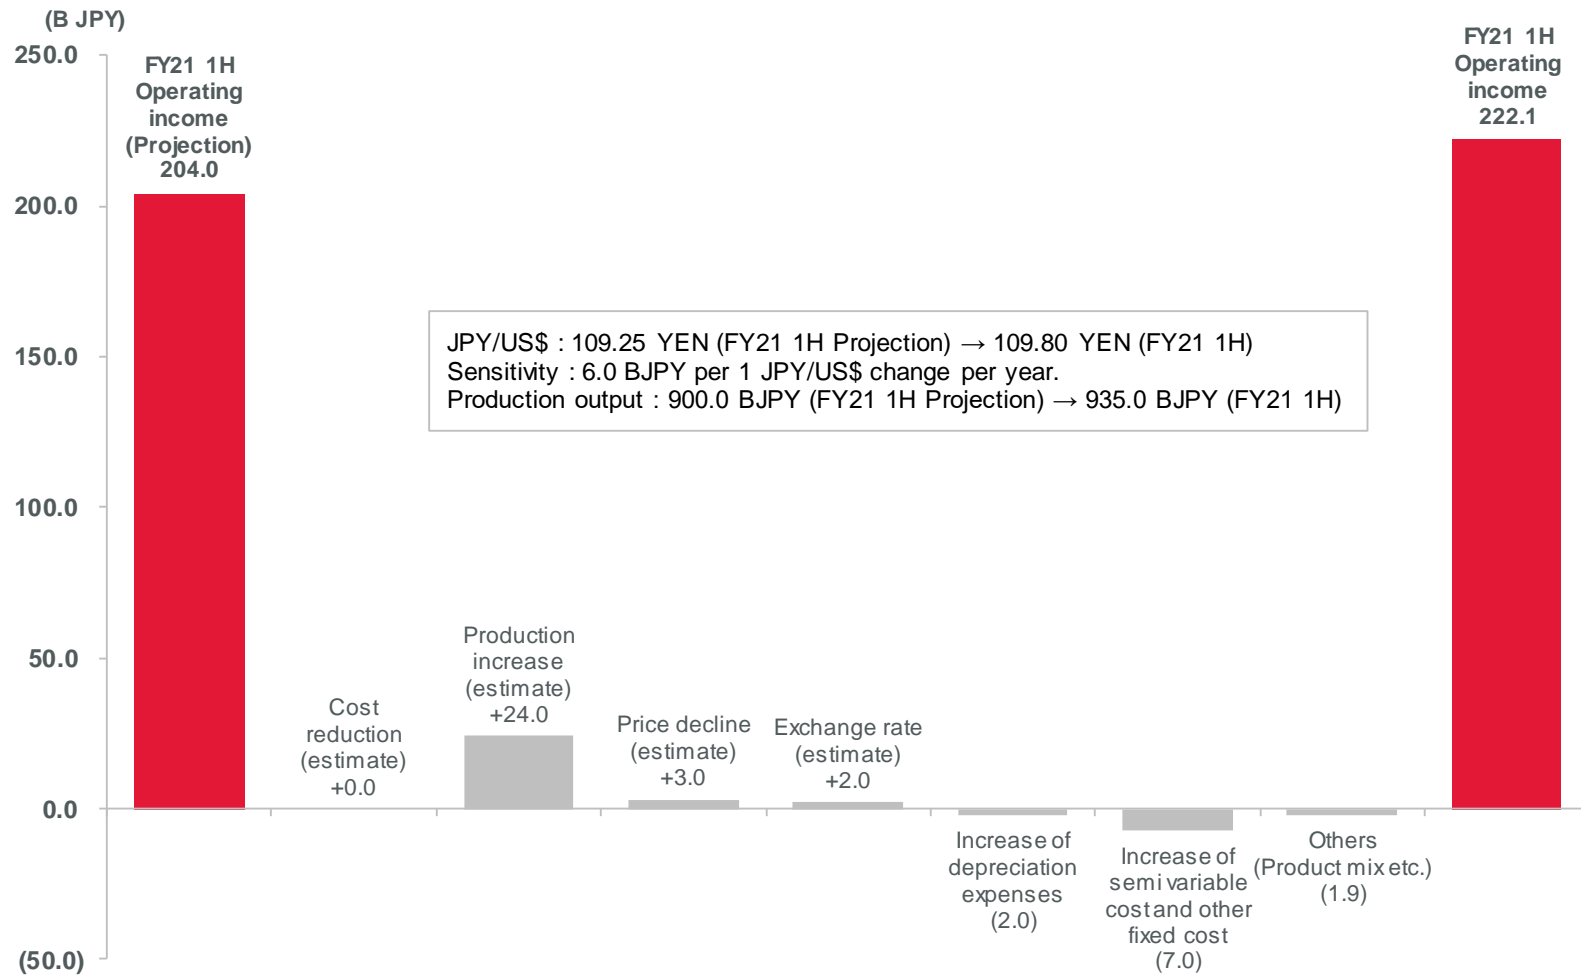 (B JPY)
250.0
200.0
150.0
100.0
50.0
0.0
(50.0)
FY21 1H
Operating
income
(Projection)
204.0
Cost
reduction
(estimate)
+0.0
Production
increase
(estimate)
+24.0
Price decline
(estimate)
+3.0
Exchange rate
(estimate)
+2.0
Increase of
depreciation
expenses
(2.0)
Increase of
semi variable
cost and other
fixed cost
(7.0)
Others
(Product mix etc.)
(1.9)
FY21 1H
Operating
income
222.1
JPY/US$ : 109.25 YEN (FY21 1H Projection) → 109.80 YEN (FY21 1H)
Sensitivity : 6.0 BJPY per 1 JPY/US$ change per year.
Production output : 900.0 BJPY (FY21 1H Projection) → 935.0 BJPY (FY21 1H)